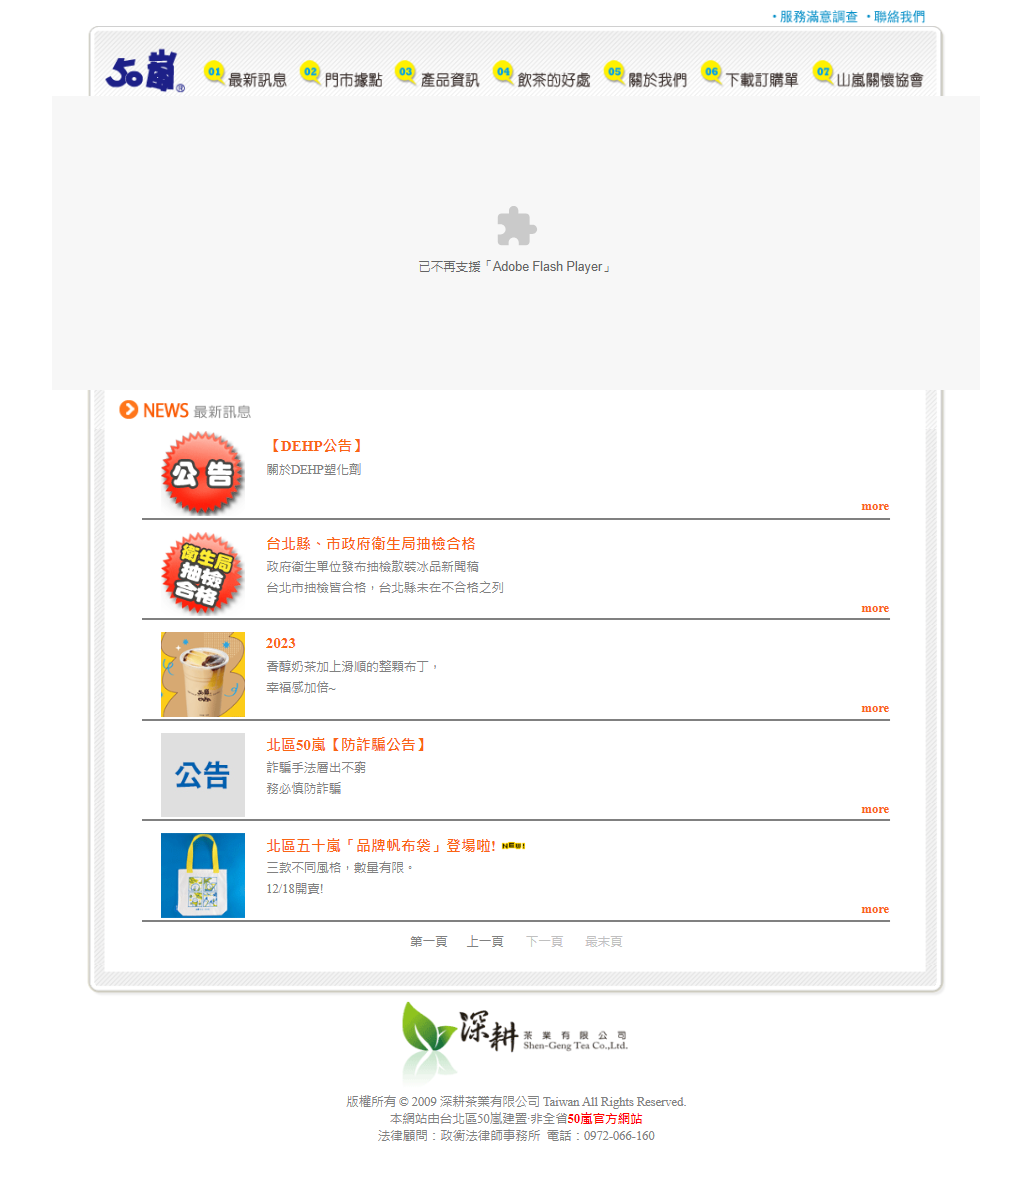 • 服務滿意調查 • 聯絡我們
50嵐® 01 最新訊息 02 門市據點 03 產品資訊 04 飲茶的好處 05 關於我們 06 下載訂購單 07 山嵐關懷協會
已不再支援「Adobe Flash Player」
NEWS 最新訊息
公告
【DEHP公告】
關於DEHP塑化劑
more
衛生局
抽檢
合格
台北縣、市政府衛生局抽檢合格
政府衛生單位發布抽檢散裝冰品新聞稿
台北市抽檢皆合格，台北縣未在不合格之列
more
2023
香醇奶茶加上滑順的整顆布丁，
幸福感加倍~
more
公告
北區50嵐【防詐騙公告】
詐騙手法層出不窮
務必慎防詐騙
more
北區五十嵐「品牌帆布袋」登場啦! NEW!
三款不同風格，數量有限。
12/18開賣!
more
第一頁 上一頁 下一頁 最末頁
深耕 茶業有限公司
Shen-Geng Tea Co.,Ltd.
版權所有 © 2009 深耕茶業有限公司 Taiwan All Rights Reserved.
本網站由台北區50嵐建置‧非全省50嵐官方網站
法律顧問：政衡法律師事務所 電話：0972-066-160